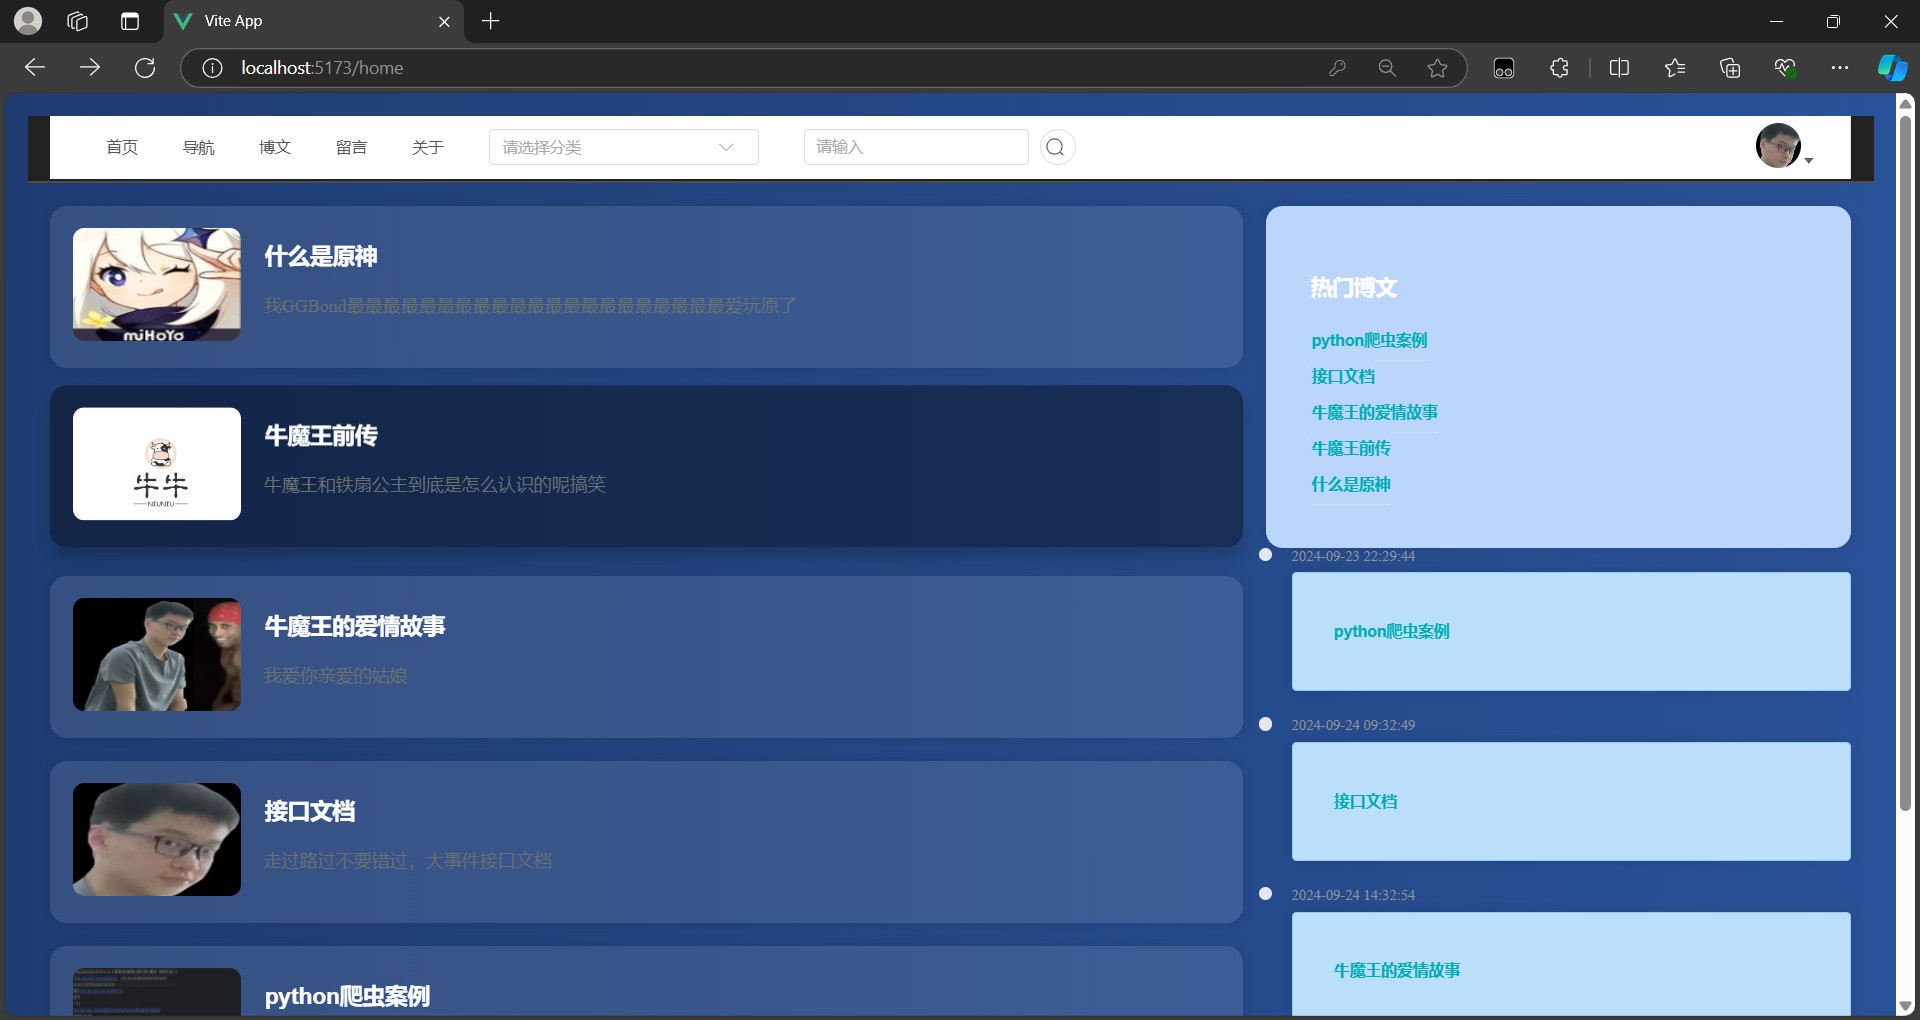 Vite App
localhost:5173/home
首页 导航 博文 留言 关于 请选择分类 请输入
什么是原神
我GGBond最最最最最最最最最最最最最最最最最最最最最爱玩原了
miHoYo
牛魔王前传
牛魔王和铁扇公主到底是怎么认识的呢搞笑
牛牛
NIUNIU
牛魔王的爱情故事
我爱你亲爱的姑娘
接口文档
走过路过不要错过，大事件接口文档
python爬虫案例
热门博文
python爬虫案例
接口文档
牛魔王的爱情故事
牛魔王前传
什么是原神
2024-09-23 22:29:44
python爬虫案例
2024-09-24 09:32:49
接口文档
2024-09-24 14:32:54
牛魔王的爱情故事